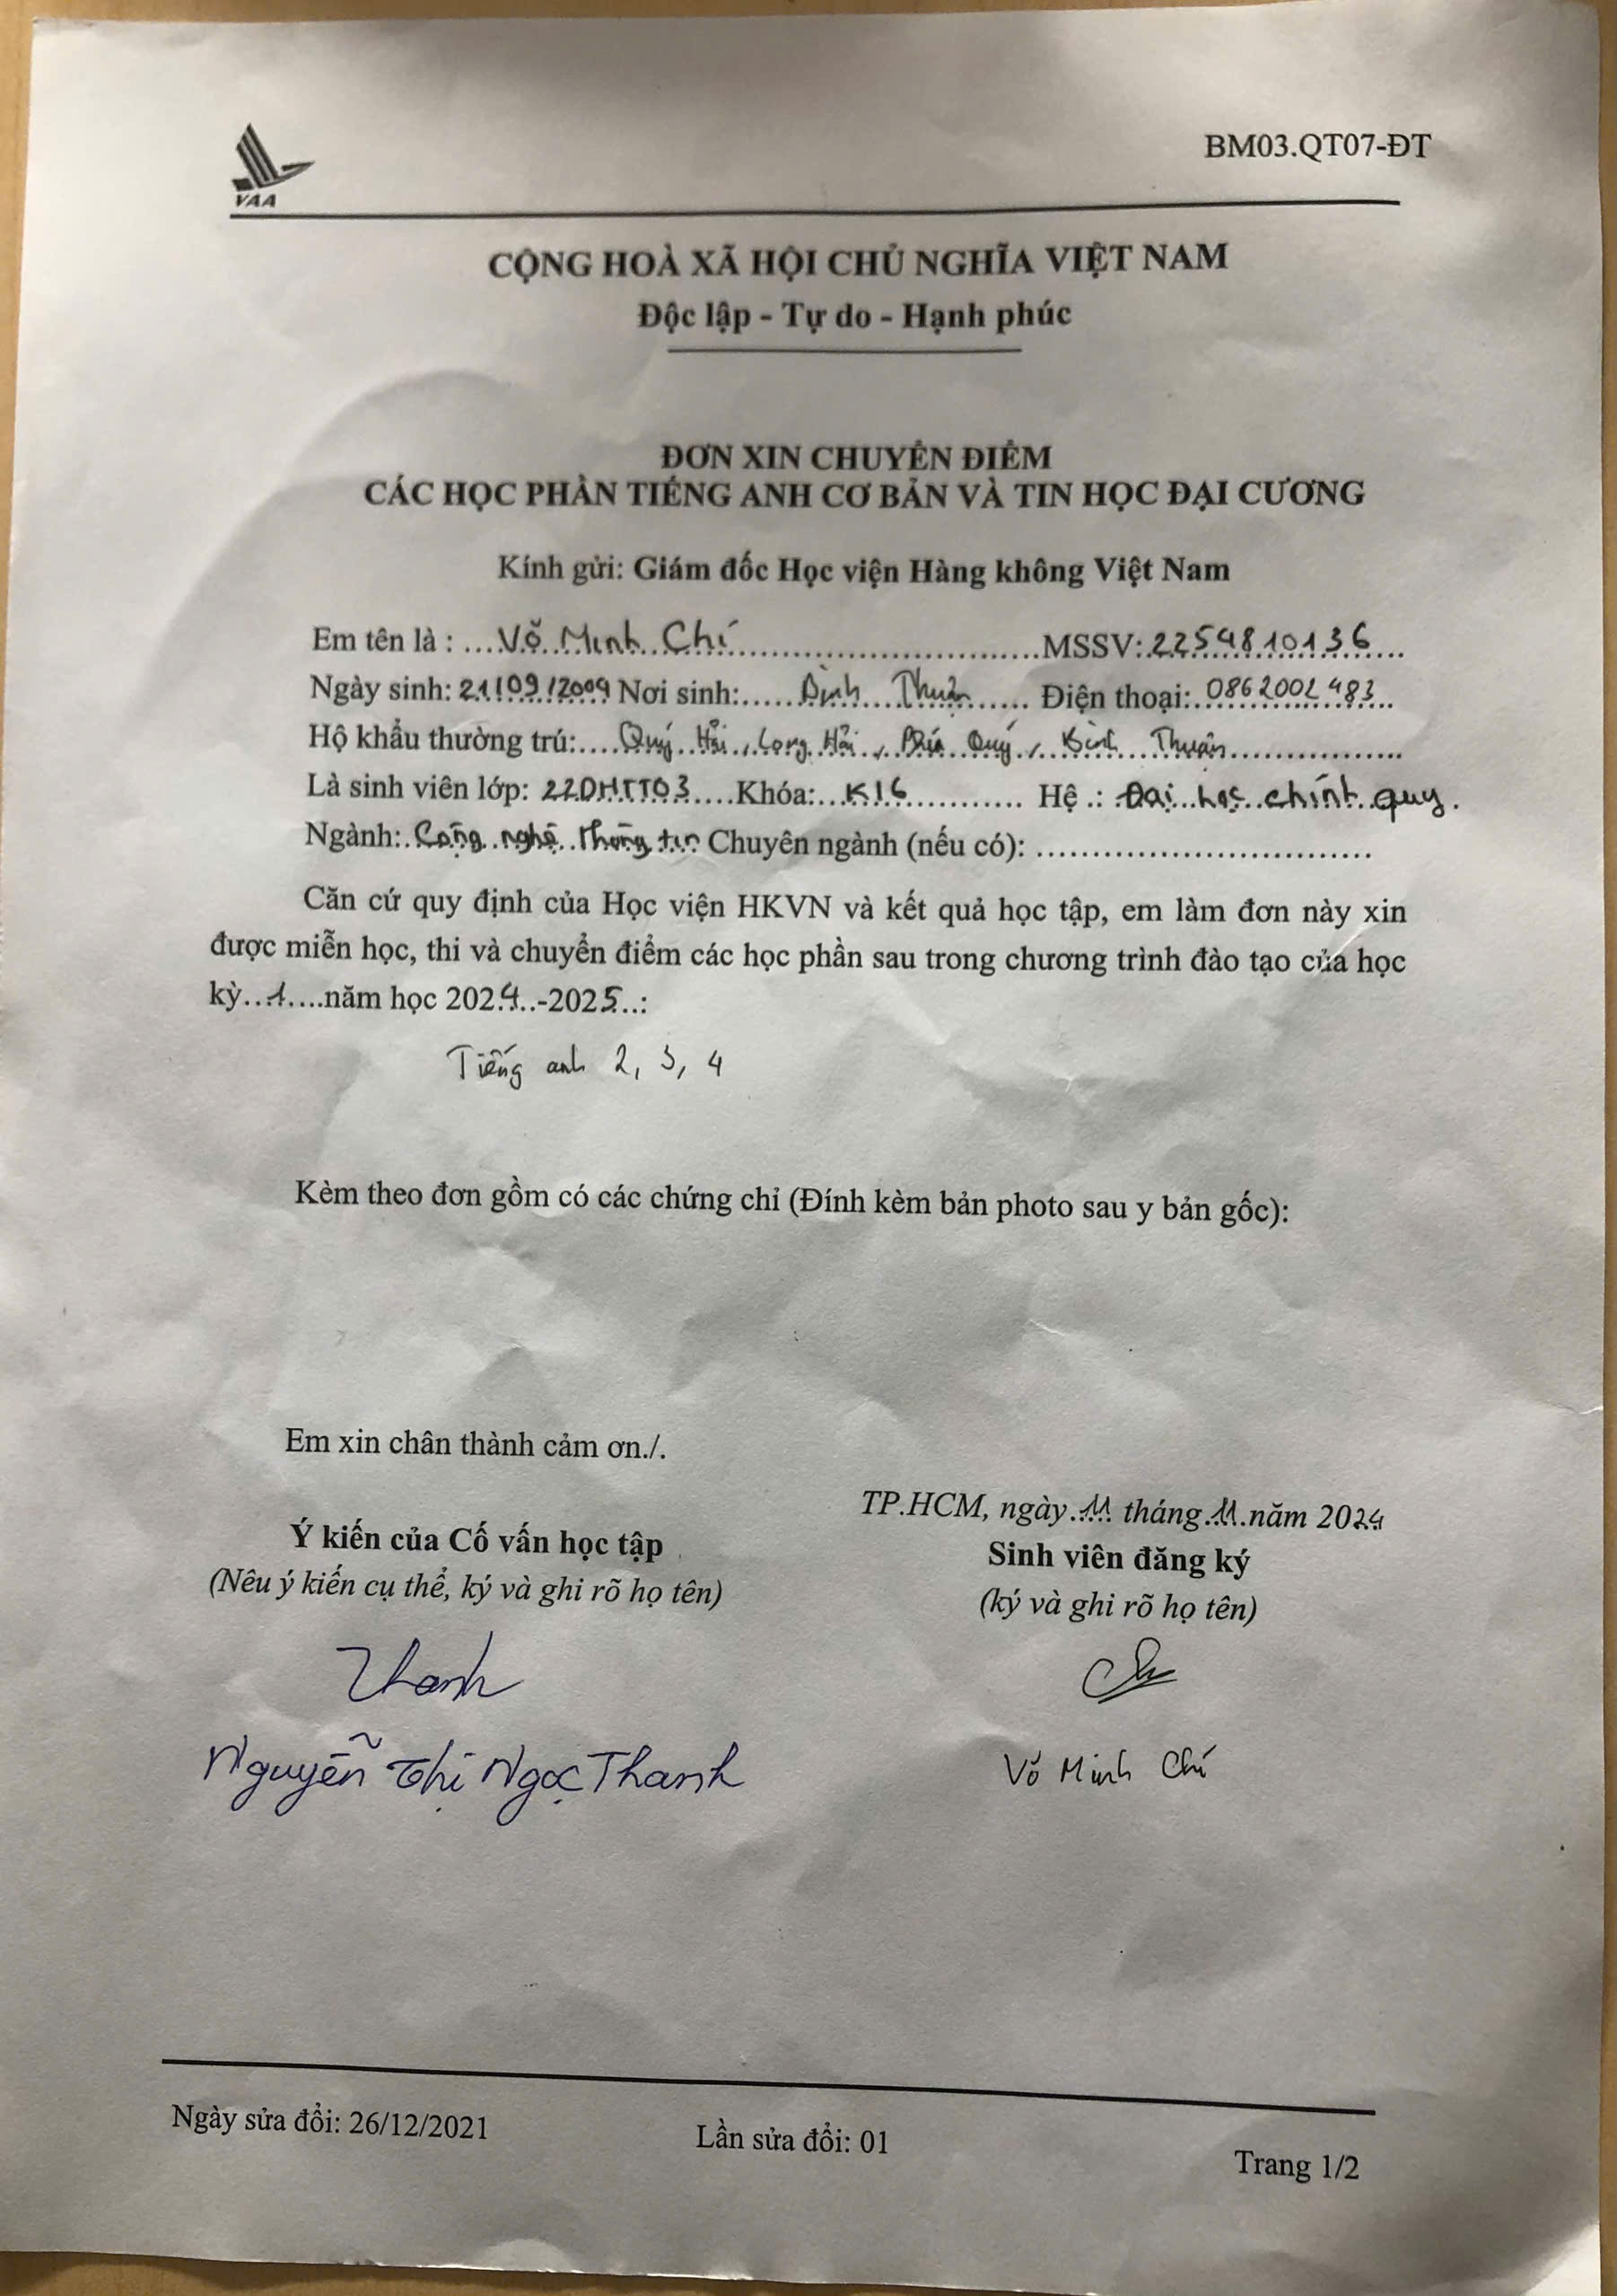 VAA
BM03.QT07-ĐT
CỘNG HOÀ XÃ HỘI CHỦ NGHĨA VIỆT NAM
Độc lập - Tự do - Hạnh phúc
ĐƠN XIN CHUYỂN ĐIỂM
CÁC HỌC PHẦN TIẾNG ANH CƠ BẢN VÀ TIN HỌC ĐẠI CƯƠNG
Kính gửi: Giám đốc Học viện Hàng không Việt Nam
Em tên là : ....Võ Minh Chí..............................MSSV:.2254810136...
Ngày sinh: 21/09/2004 Nơi sinh:..... Bình Thuận ...... Điện thoại:.0862002483..
Hộ khẩu thường trú:....Quý Hải, Long Hải, Phú Quý, Bình Thuận.................
Là sinh viên lớp: 22DHTT03....Khóa:...K16............ Hệ .: Đại học chính quy.
Ngành:.Công nghệ thông tin Chuyên ngành (nếu có): ................................
Căn cứ quy định của Học viện HKVN và kết quả học tập, em làm đơn này xin
được miễn học, thi và chuyển điểm các học phần sau trong chương trình đào tạo của học
kỳ...1....năm học 2024..-2025..:
Tiếng anh 2, 3, 4
Kèm theo đơn gồm có các chứng chỉ (Đính kèm bản photo sau y bản gốc):
Em xin chân thành cảm ơn./.
TP.HCM, ngày.11 tháng.11.năm 2024
Ý kiến của Cố vấn học tập
(Nêu ý kiến cụ thể, ký và ghi rõ họ tên)
Sinh viên đăng ký
(ký và ghi rõ họ tên)
Thanh
Nguyễn Thị Ngọc Thanh
Võ Minh Chí
Ngày sửa đổi: 26/12/2021
Lần sửa đổi: 01
Trang 1/2